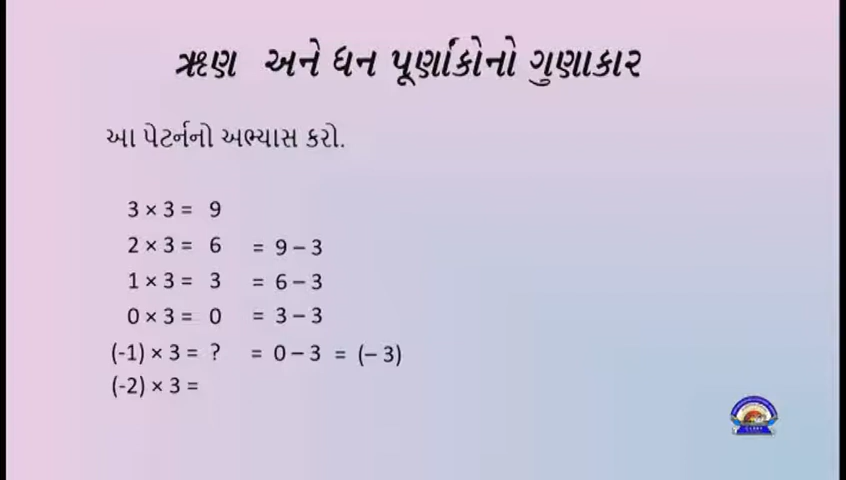 ઋણ અને ધન પૂર્ણાંકોનો ગુણાકાર
આ પેટર્નનો અભ્યાસ કરો.
3 × 3 = 9
2 × 3 = 6 = 9 – 3
1 × 3 = 3 = 6 – 3
0 × 3 = 0 = 3 – 3
(-1) × 3 = ? = 0 – 3 = (– 3)
(-2) × 3 =